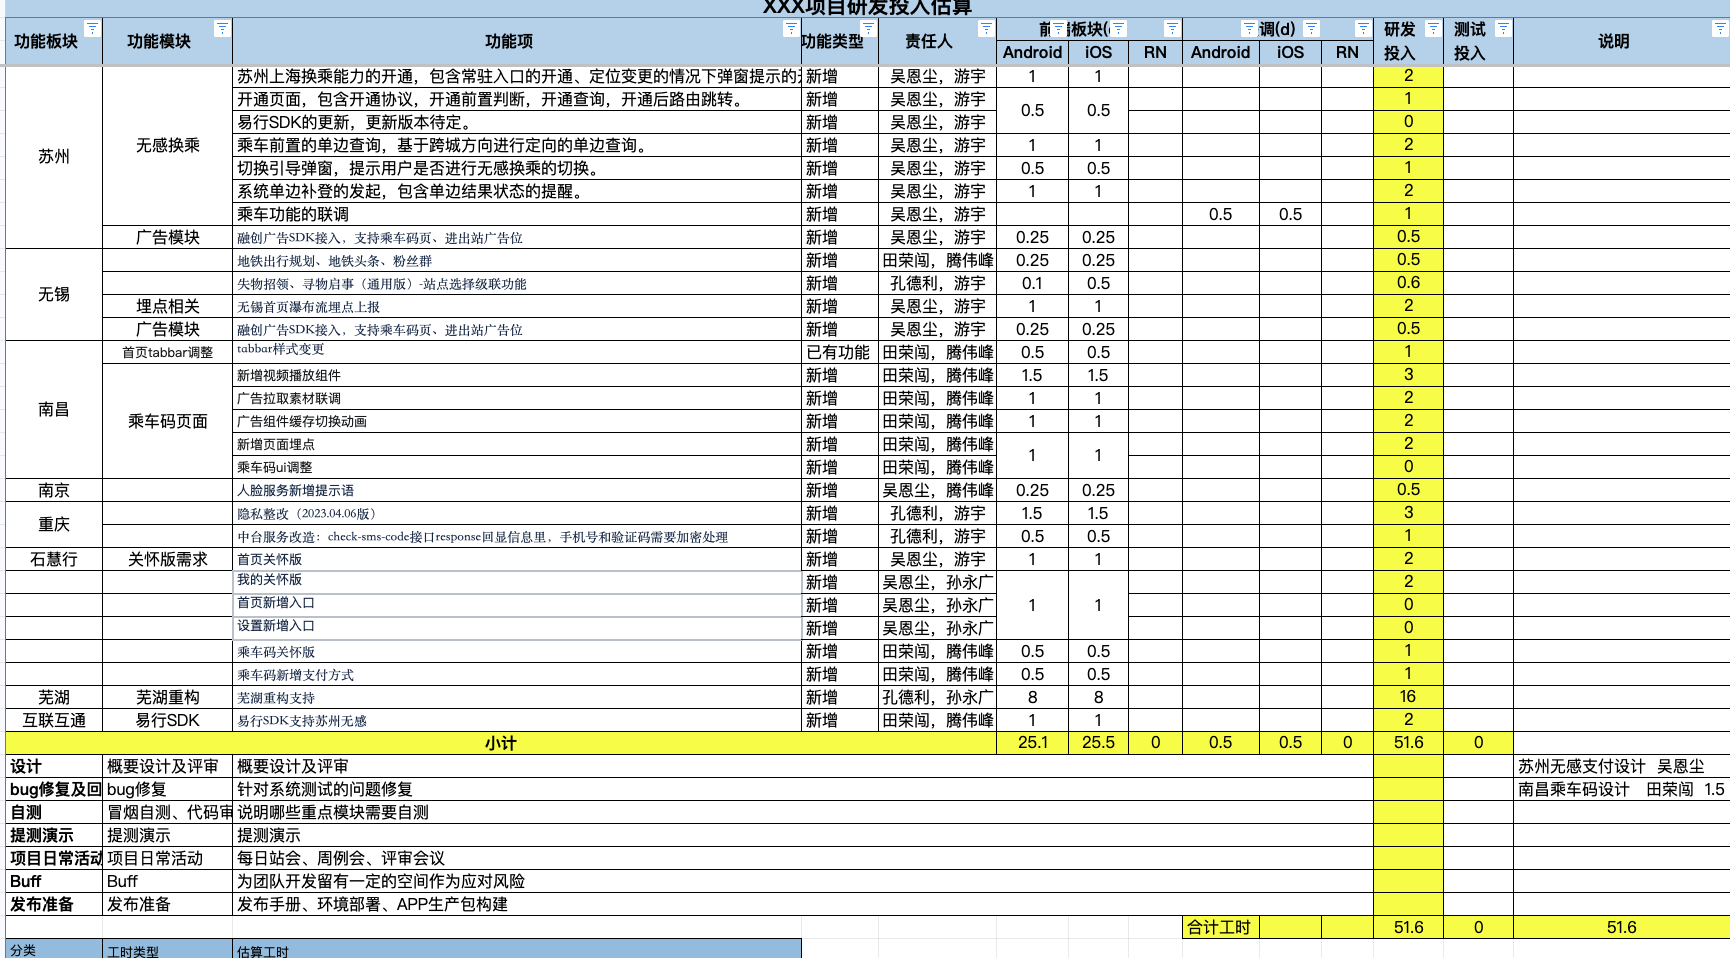 XXX项目研发投入估算
功能板块 功能模块 功能项 功能类型 责任人 前端板块( 调(d) 研发投入 测试投入 说明
Android iOS RN Android iOS RN
苏州 无感换乘 苏州上海换乘能力的开通，包含常驻入口的开通、定位变更的情况下弹窗提示的 新增 吴恩尘，游宇 1 1 2
开通页面，包含开通协议，开通前置判断，开通查询，开通后路由跳转。 新增 吴恩尘，游宇 0.5 0.5 1
易行SDK的更新，更新版本待定。 新增 吴恩尘，游宇 0
乘车前置的单边查询，基于跨城方向进行定向的单边查询。 新增 吴恩尘，游宇 1 1 2
切换引导弹窗，提示用户是否进行无感换乘的切换。 新增 吴恩尘，游宇 0.5 0.5 1
系统单边补登的发起，包含单边结果状态的提醒。 新增 吴恩尘，游宇 1 1 2
乘车功能的联调 新增 吴恩尘，游宇 0.5 0.5 1
广告模块 融创广告SDK接入，支持乘车码页、进出站广告位 新增 吴恩尘，游宇 0.25 0.25 0.5
无锡 地铁出行规划、地铁头条、粉丝群 新增 田荣闯，腾伟峰 0.25 0.25 0.5
失物招领、寻物启事（通用版）-站点选择级联功能 新增 孔德利，游宇 0.1 0.5 0.6
埋点相关 无锡首页瀑布流埋点上报 新增 吴恩尘，游宇 1 1 2
广告模块 融创广告SDK接入，支持乘车码页、进出站广告位 新增 吴恩尘，游宇 0.25 0.25 0.5
南昌 首页tabbar调整 tabbar样式变更 已有功能 田荣闯，腾伟峰 0.5 0.5 1
乘车码页面 新增视频播放组件 新增 田荣闯，腾伟峰 1.5 1.5 3
广告拉取素材联调 新增 田荣闯，腾伟峰 1 1 2
广告组件缓存切换动画 新增 田荣闯，腾伟峰 1 1 2
新增页面埋点 新增 田荣闯，腾伟峰 1 1 2
乘车码ui调整 新增 田荣闯，腾伟峰 0
南京 人脸服务新增提示语 新增 吴恩尘，腾伟峰 0.25 0.25 0.5
重庆 隐私整改（2023.04.06版） 新增 孔德利，游宇 1.5 1.5 3
中台服务改造：check-sms-code接口response回显信息里，手机号和验证码需要加密处理 新增 孔德利，游宇 0.5 0.5 1
石慧行 关怀版需求 首页关怀版 新增 吴恩尘，游宇 1 1 2
我的关怀版 新增 吴恩尘，孙永广 1 1 2
首页新增入口 新增 吴恩尘，孙永广 0
设置新增入口 新增 吴恩尘，孙永广 0
乘车码关怀版 新增 田荣闯，腾伟峰 0.5 0.5 1
乘车码新增支付方式 新增 田荣闯，腾伟峰 0.5 0.5 1
芜湖 芜湖重构 芜湖重构支持 新增 孔德利，孙永广 8 8 16
互联互通 易行SDK 易行SDK支持苏州无感 新增 田荣闯，腾伟峰 1 1 2
小计 25.1 25.5 0 0.5 0.5 0 51.6 0
设计 概要设计及评审 概要设计及评审 苏州无感支付设计 吴恩尘
bug修复及回 bug修复 针对系统测试的问题修复 南昌乘车码设计 田荣闯 1.5
自测 冒烟自测、代码审 说明哪些重点模块需要自测
提测演示 提测演示 提测演示
项目日常活动 项目日常活动 每日站会、周例会、评审会议
Buff Buff 为团队开发留有一定的空间作为应对风险
发布准备 发布准备 发布手册、环境部署、APP生产包构建
合计工时 51.6 0 51.6
分类 工时类型 估算工时